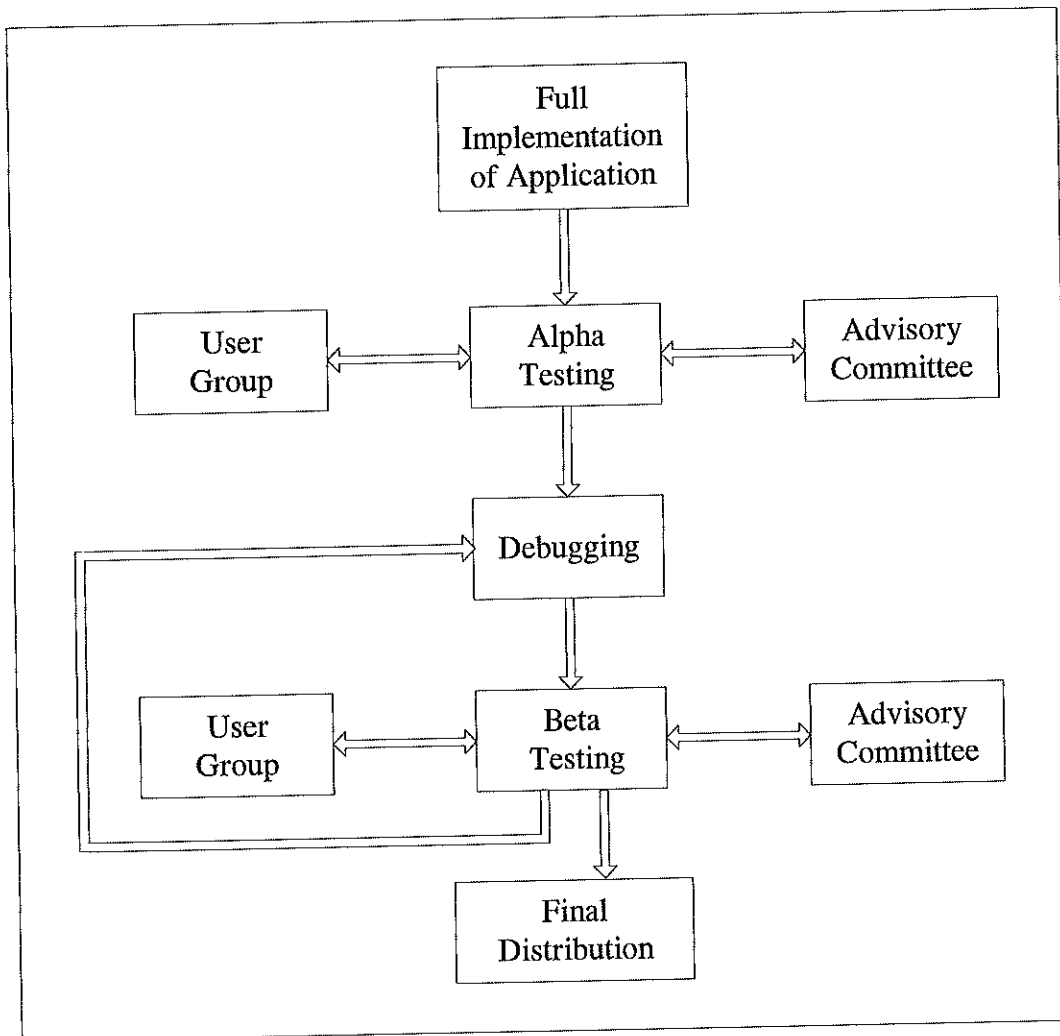 Full
Implementation
of Application
User
Group
Alpha
Testing
Advisory
Committee
Debugging
User
Group
Beta
Testing
Advisory
Committee
Final
Distribution